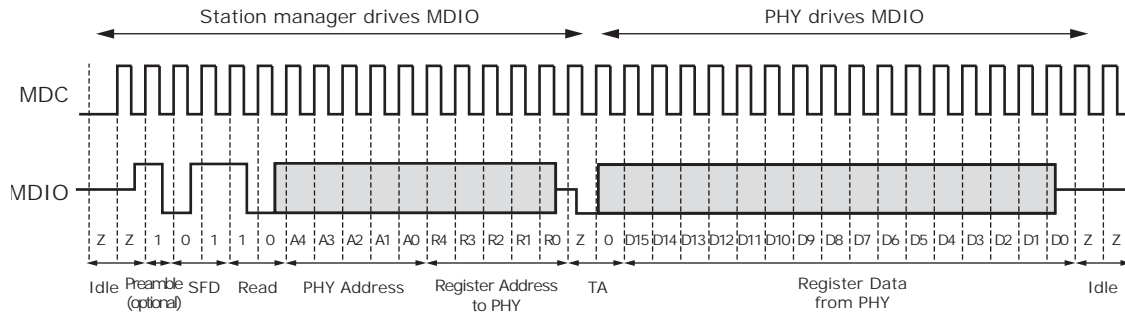 Station manager drives MDIO PHY drives MDIO
MDC
MDIO
Z Z 1 0 1 1 0 A4 A3 A2 A1 A0 R4 R3 R2 R1 R0 Z 0 D15 D14 D13 D12 D11 D10 D9 D8 D7 D6 D5 D4 D3 D2 D1 D0 Z Z
Idle Preamble (optional) SFD Read PHY Address Register Address to PHY TA Register Data from PHY Idle